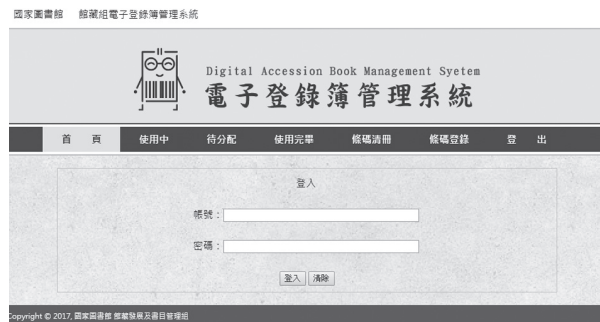 國家圖書館 館藏組電子登錄簿管理系統
Digital Accession Book Management Syetem
電子登錄簿管理系統
首 頁 使用中 待分配 使用完畢 條碼清冊 條碼登錄 登 出
登入
帳號：
密碼：
登入 清除
Copyright © 2017, 國家圖書館 館藏發展及書目管理組